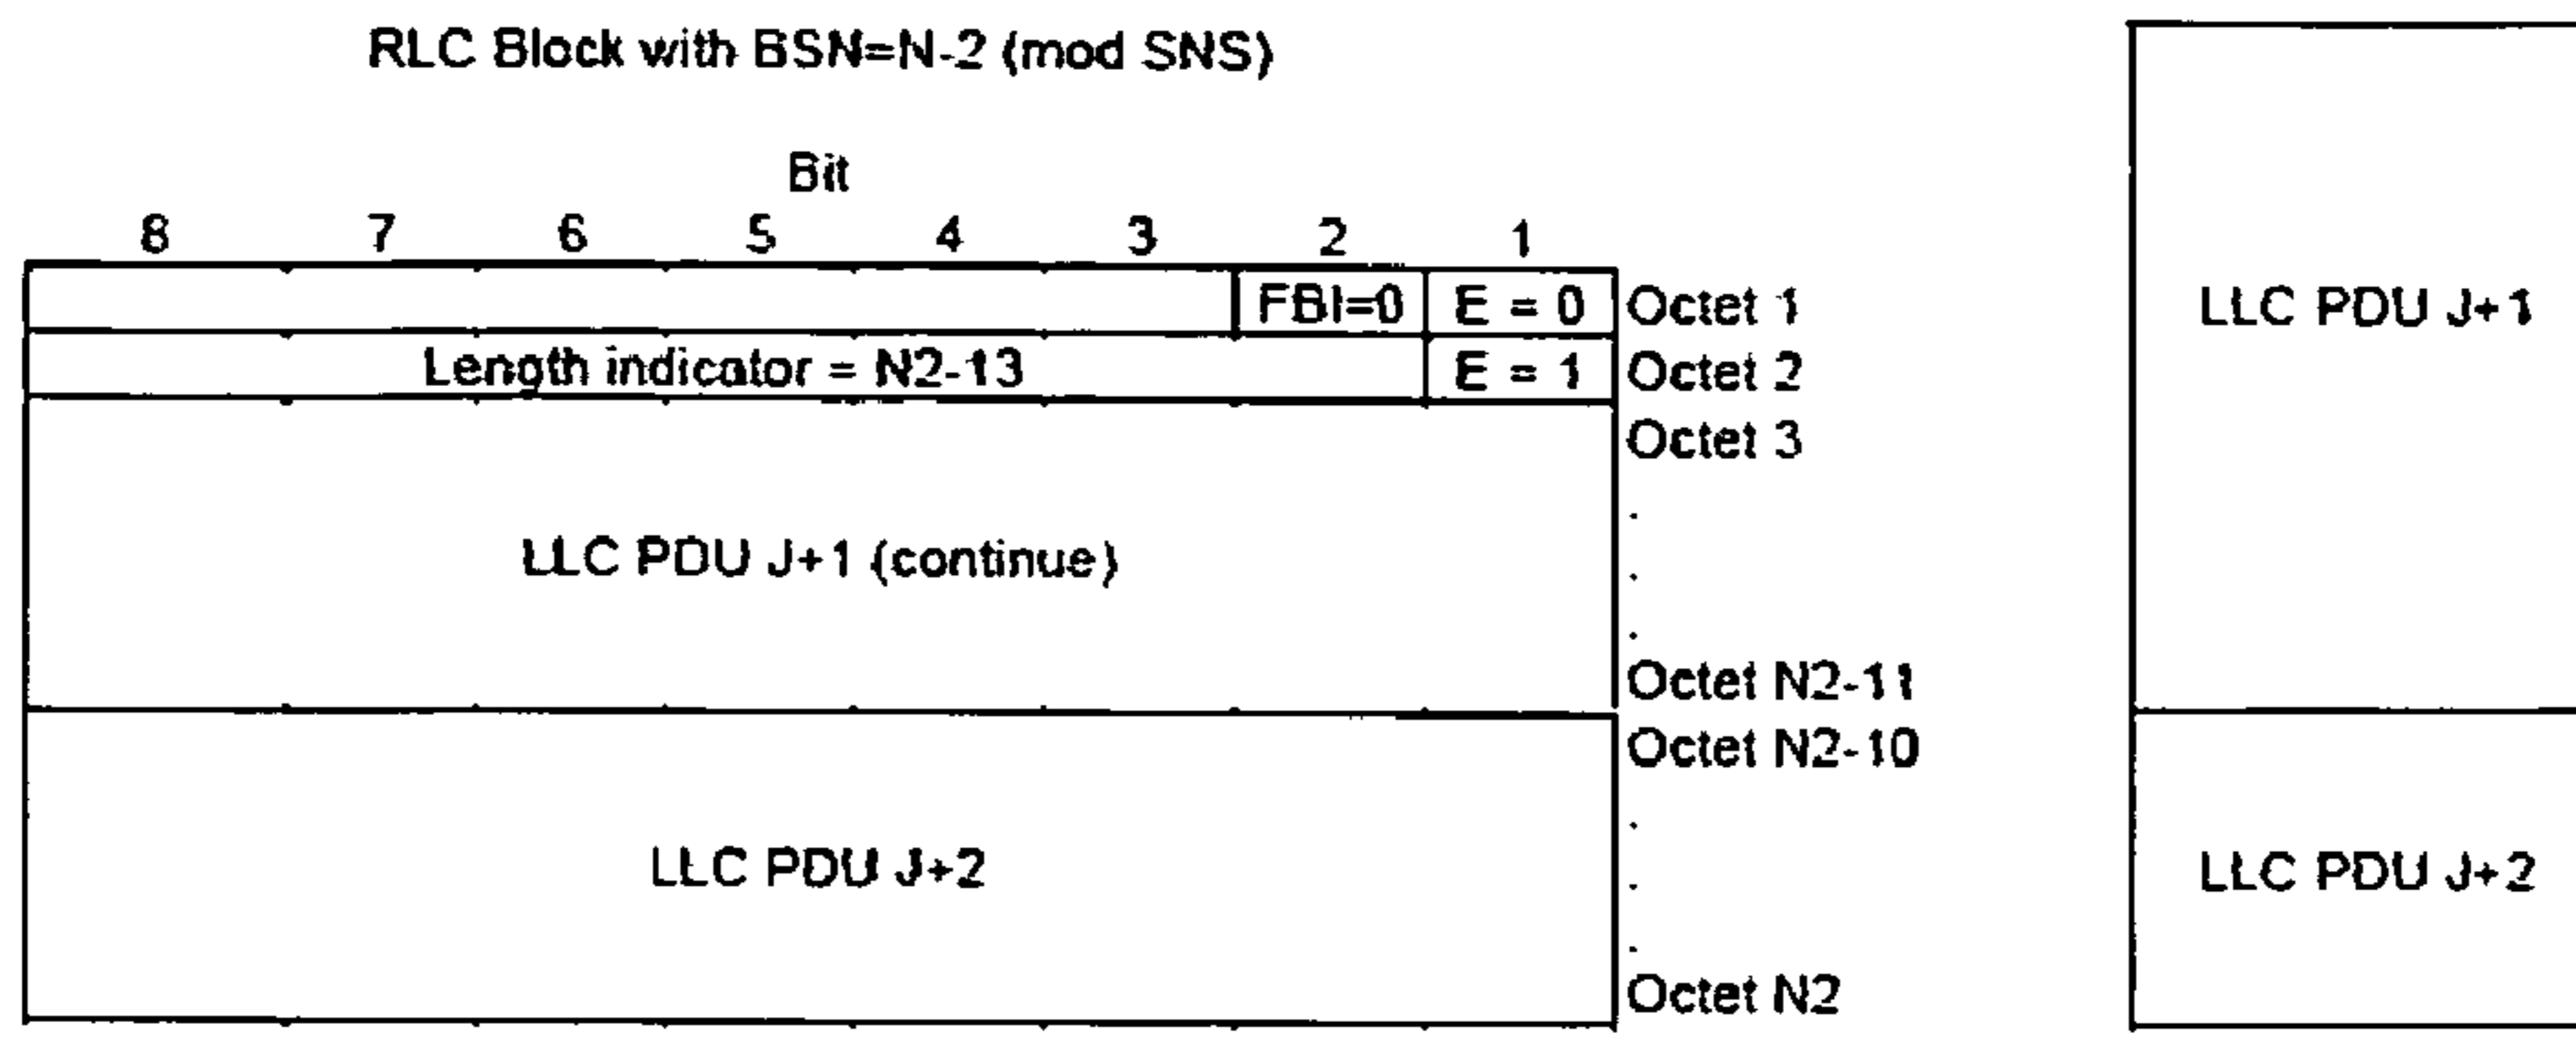 RLC Block with BSN=N-2 (mod SNS)
Bit
8 7 6 5 4 3 2 1
FBI=0 E = 0 Octet 1
Length indicator = N2-13 E = 1 Octet 2
Octet 3
.
LLC PDU J+1 (continue)
.
.
Octet N2-11
Octet N2-10
.
LLC PDU J+2
.
.
Octet N2
LLC PDU J+1
LLC PDU J+2